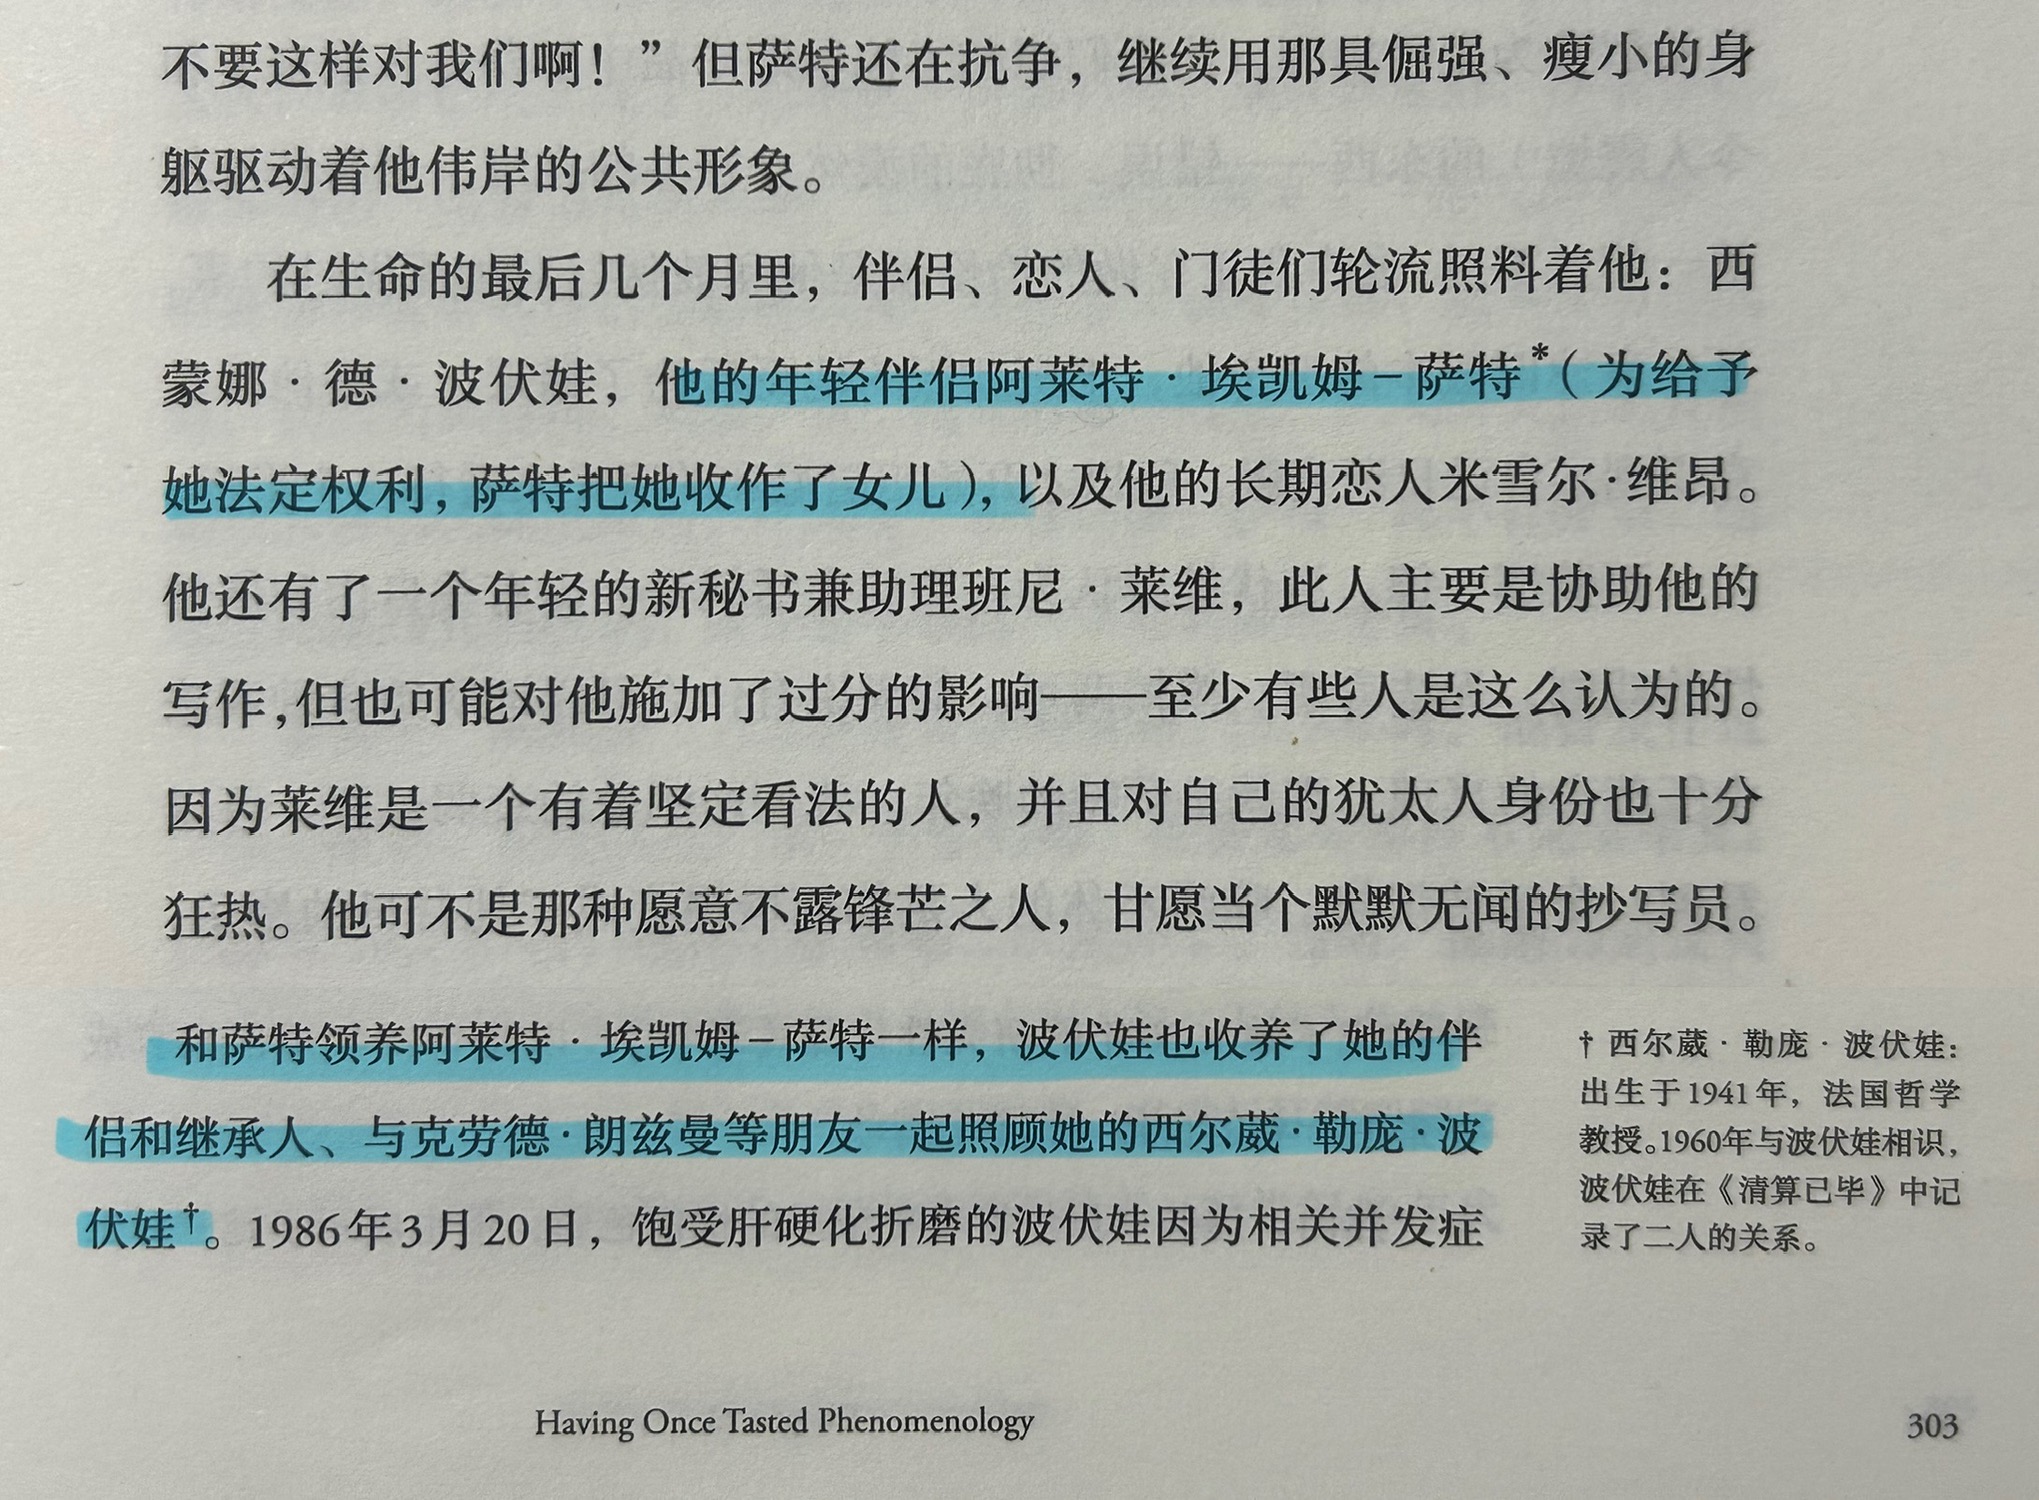 不要这样对我们啊！”但萨特还在抗争，继续用那具倔强、瘦小的身
躯驱动着他伟岸的公共形象。
在生命的最后几个月里，伴侣、恋人、门徒们轮流照料着他：西
蒙娜·德·波伏娃，他的年轻伴侣阿莱特·埃凯姆－萨特*（为给予
她法定权利，萨特把她收作了女儿），以及他的长期恋人米雪尔·维昂。
他还有了一个年轻的新秘书兼助理班尼·莱维，此人主要是协助他的
写作，但也可能对他施加了过分的影响——至少有些人是这么认为的。
因为莱维是一个有着坚定看法的人，并且对自己的犹太人身份也十分
狂热。他可不是那种愿意不露锋芒之人，甘愿当个默默无闻的抄写员。
和萨特领养阿莱特·埃凯姆－萨特一样，波伏娃也收养了她的伴
侣和继承人、与克劳德·朗兹曼等朋友一起照顾她的西尔葳·勒庞·波
伏娃†。1986年3月20日，饱受肝硬化折磨的波伏娃因为相关并发症
† 西尔葳·勒庞·波伏娃：
出生于1941年，法国哲学
教授。1960年与波伏娃相识，
波伏娃在《清算已毕》中记
录了二人的关系。
Having Once Tasted Phenomenology
303